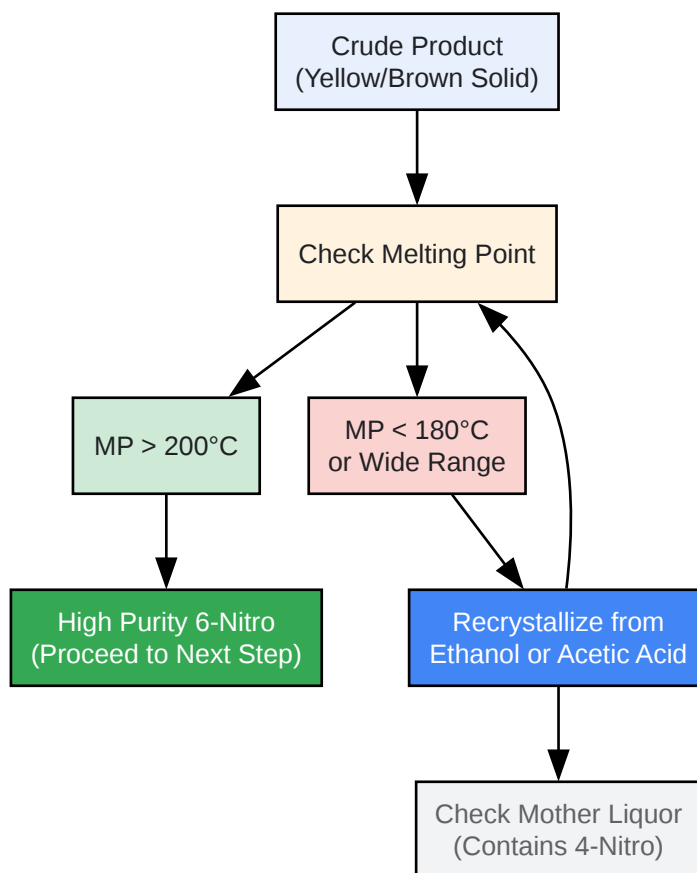 Crude Product
(Yellow/Brown Solid)
Check Melting Point
MP > 200°C
MP < 180°C
or Wide Range
High Purity 6-Nitro
(Proceed to Next Step)
Recrystallize from
Ethanol or Acetic Acid
Check Mother Liquor
(Contains 4-Nitro)